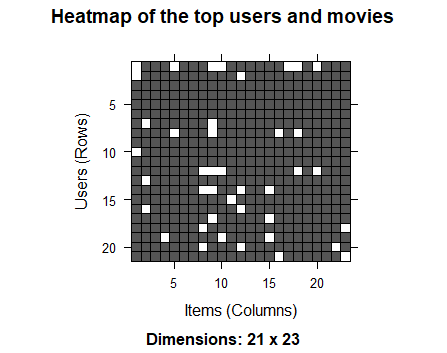 Heatmap of the top users and movies
5
10
15
20
Users (Rows)
5 10 15 20
Items (Columns)
Dimensions: 21 x 23